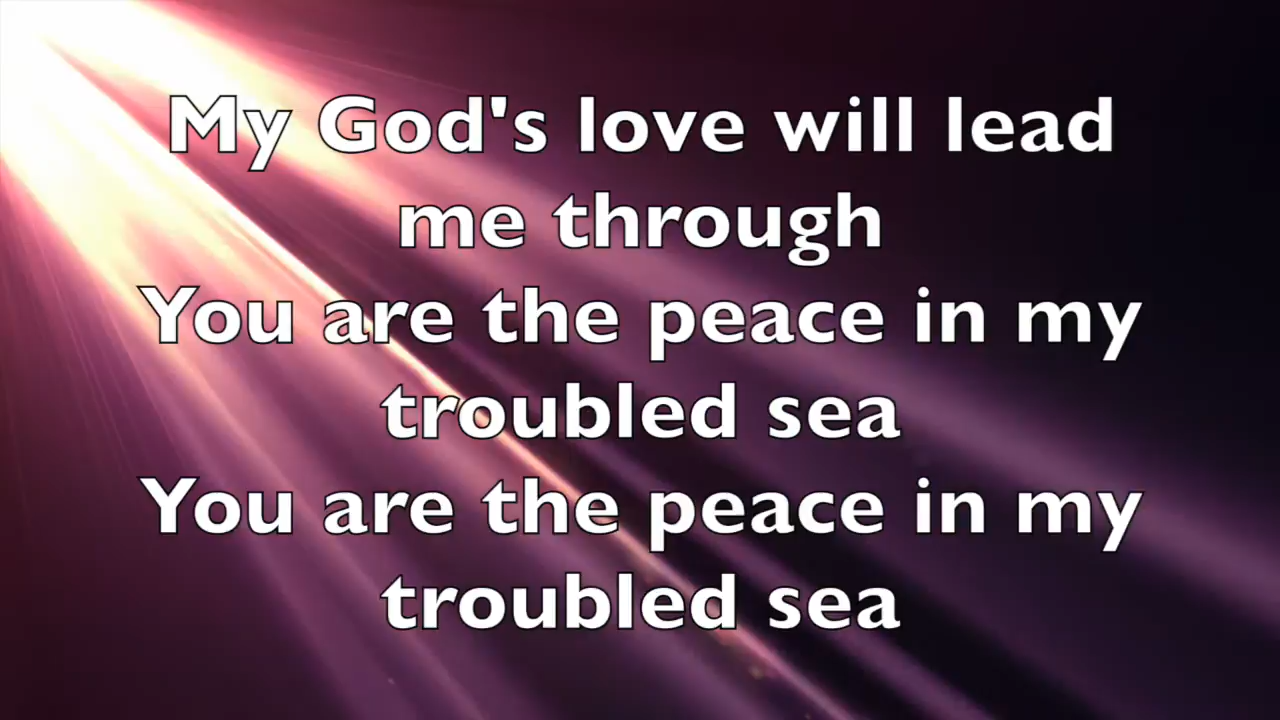 My God's love will lead
me through
You are the peace in my
troubled sea
You are the peace in my
troubled sea